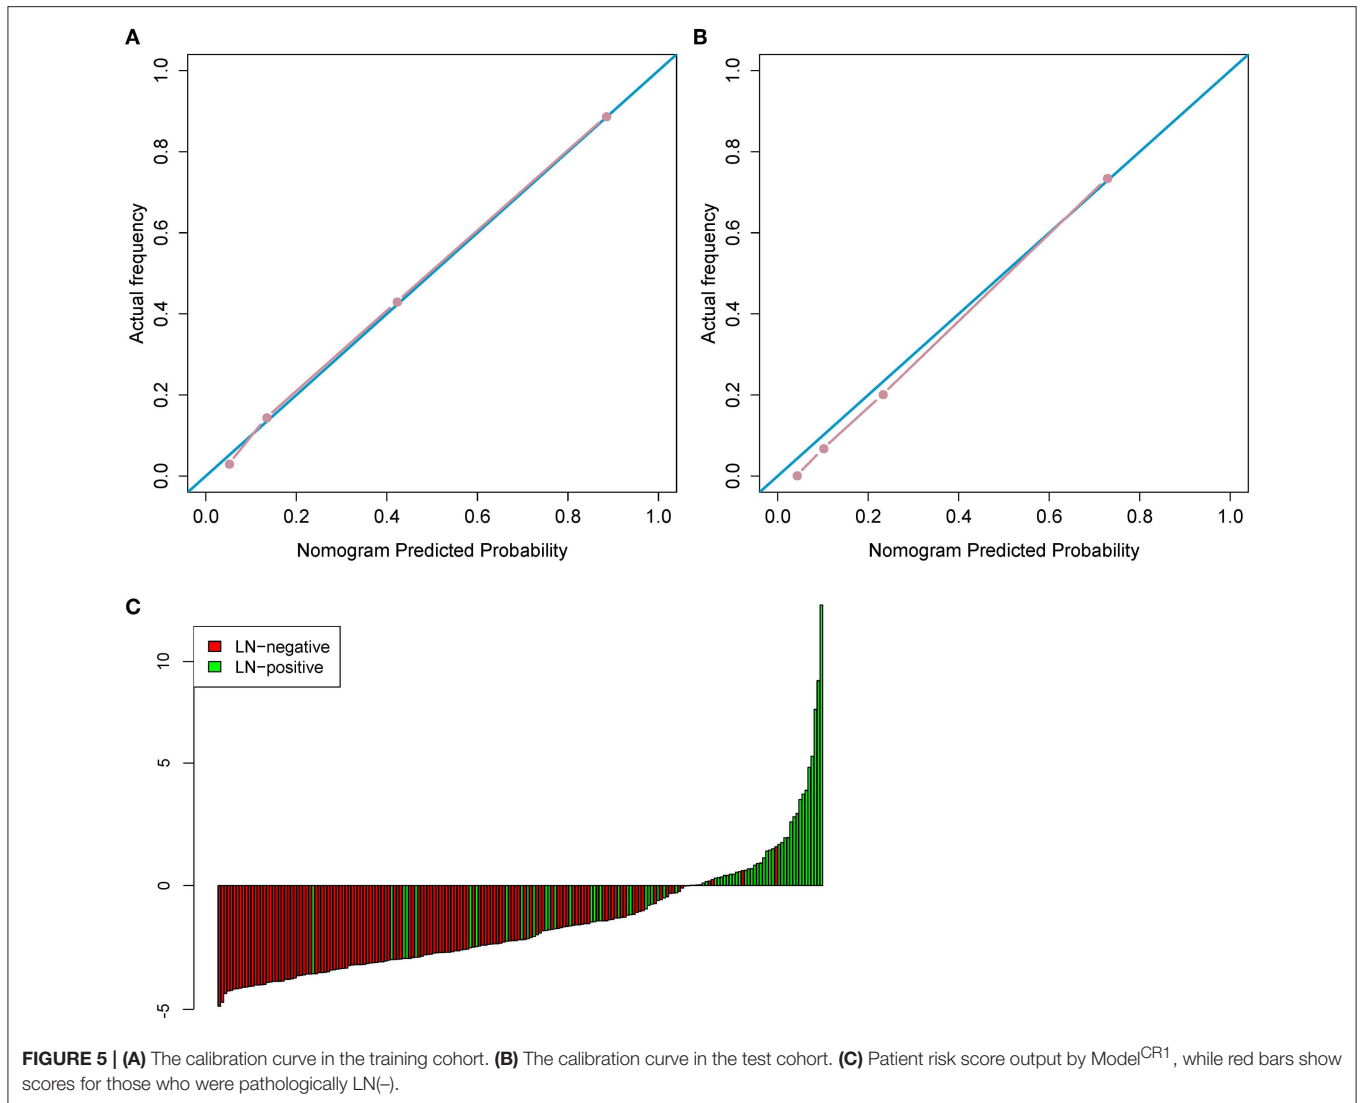 A
B
1.0
0.8
0.6
0.4
0.2
0.0
Actual frequency
0.0 0.2 0.4 0.6 0.8 1.0
Nomogram Predicted Probability
1.0
0.8
0.6
0.4
0.2
0.0
Actual frequency
0.0 0.2 0.4 0.6 0.8 1.0
Nomogram Predicted Probability
C
LN−negative
LN−positive
10
5
0
-5
FIGURE 5 | (A) The calibration curve in the training cohort. (B) The calibration curve in the test cohort. (C) Patient risk score output by ModelCR1, while red bars show
scores for those who were pathologically LN(–).